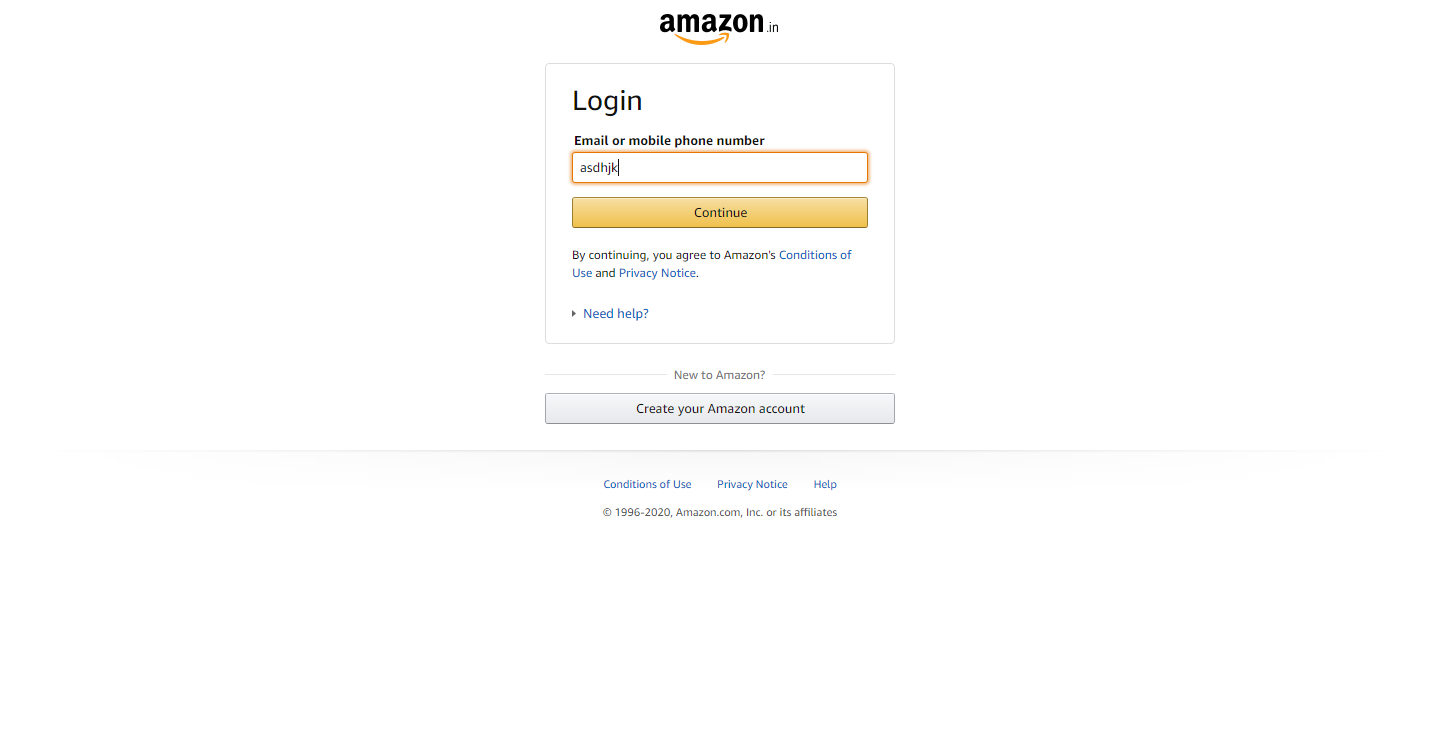 amazon.in
Login
Email or mobile phone number
asdhjk
Continue
By continuing, you agree to Amazon's Conditions of
Use and Privacy Notice.
Need help?
New to Amazon?
Create your Amazon account
Conditions of Use Privacy Notice Help
© 1996-2020, Amazon.com, Inc. or its affiliates